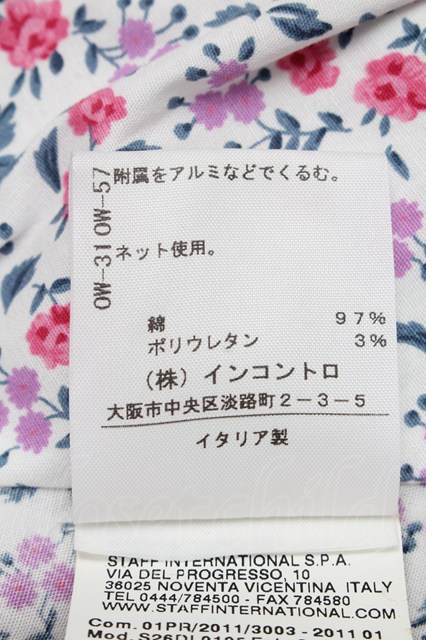 OW-31OW-57
附属をアルミなどでくるむ。
ネット使用。
綿 97%
ポリウレタン 3%
(株)インコントロ
大阪市中央区淡路町2-3-5
イタリア製
STAFF INTERNATIONAL S.P.A.
VIA DEL PROGRESSO, 10
36025 NOVENTA VICENTINA ITALY
TEL 0444/784500 - FAX 784580
WWW.STAFFINTERNATIONAL.COM
Com. 01PR/2011/3003 - 2011 01
Mod.